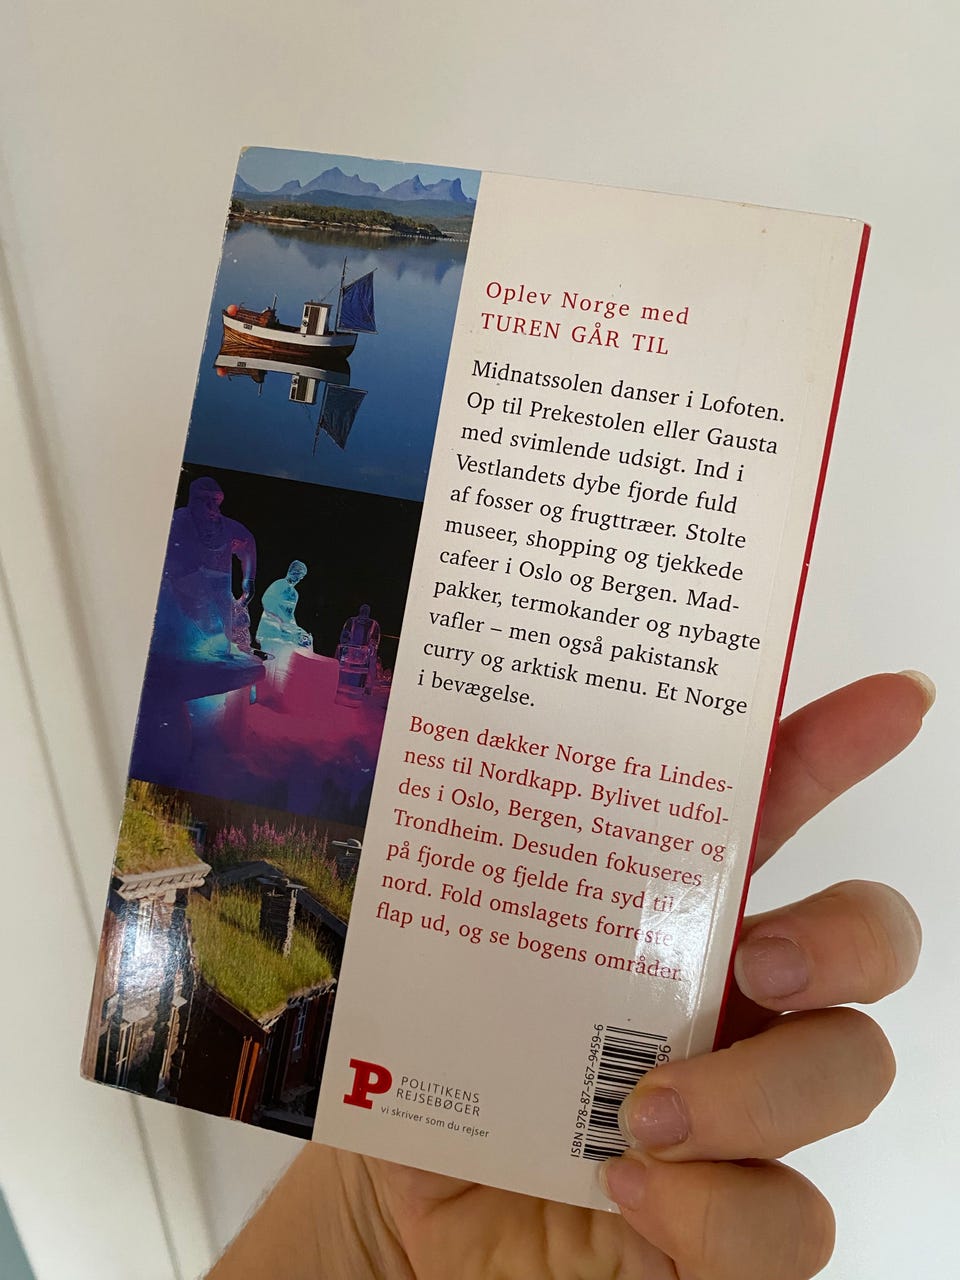 Oplev Norge med
TUREN GÅR TIL
Midnatssolen danser i Lofoten.
Op til Prekestolen eller Gausta
med svimlende udsigt. Ind i
Vestlandets dybe fjorde fuld
af fosser og frugttræer. Stolte
museer, shopping og tjekkede
cafeer i Oslo og Bergen. Mad-
pakker, termokander og nybagte
vafler – men også pakistansk
curry og arktisk menu. Et Norge
i bevægelse.
Bogen dækker Norge fra Lindes-
ness til Nordkapp. Bylivet udfol-
des i Oslo, Bergen, Stavanger og
Trondheim. Desuden fokuseres
på fjorde og fjelde fra syd til
nord. Fold omslagets forreste
flap ud, og se bogens områder.
P
POLITIKENS
REJSEBØGER
vi skriver som du rejser
ISBN 978-87-567-9459-6